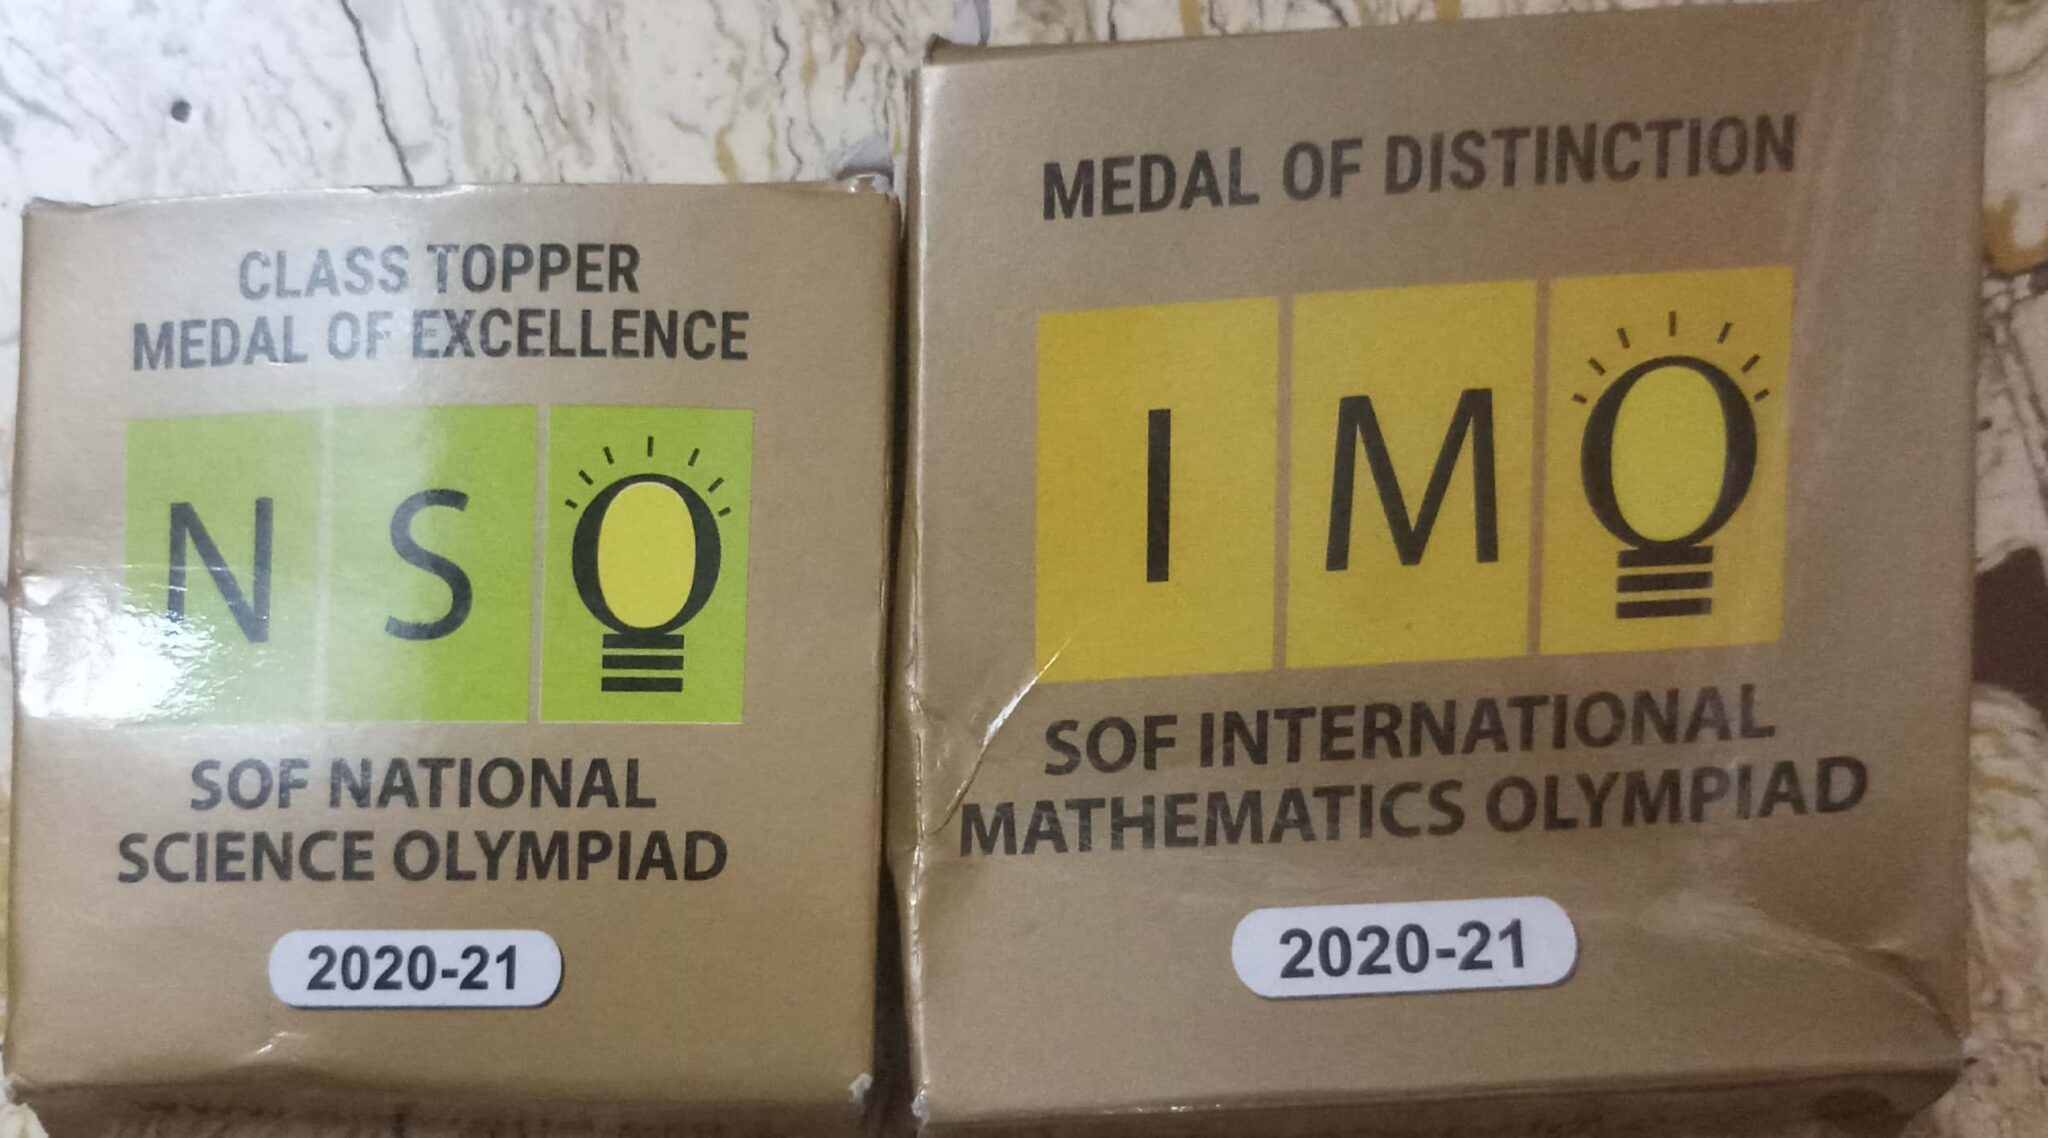 CLASS TOPPER
MEDAL OF EXCELLENCE
NSO
SOF NATIONAL
SCIENCE OLYMPIAD
2020-21
MEDAL OF DISTINCTION
IMO
SOF INTERNATIONAL
MATHEMATICS OLYMPIAD
2020-21